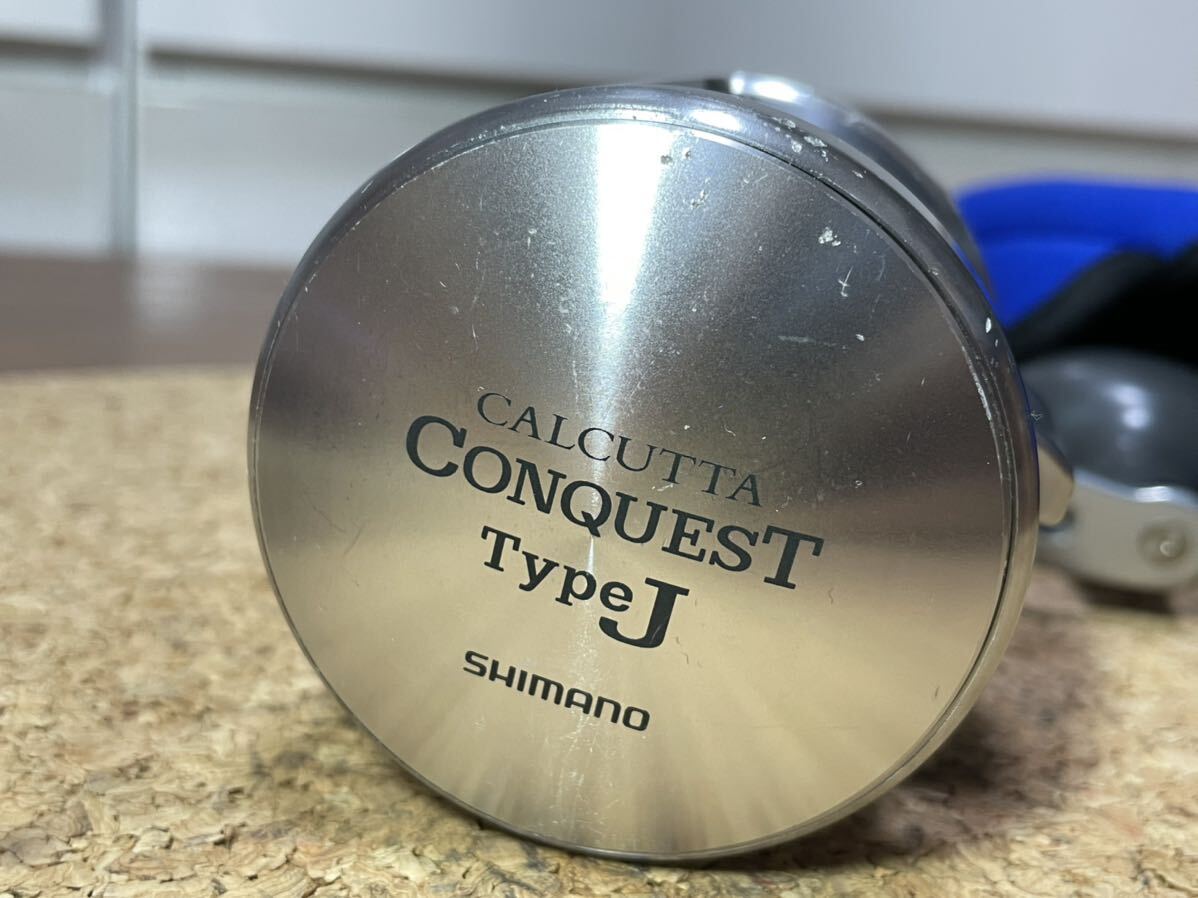 CALCUTTA
CONQUEST
Type J
SHIMANO